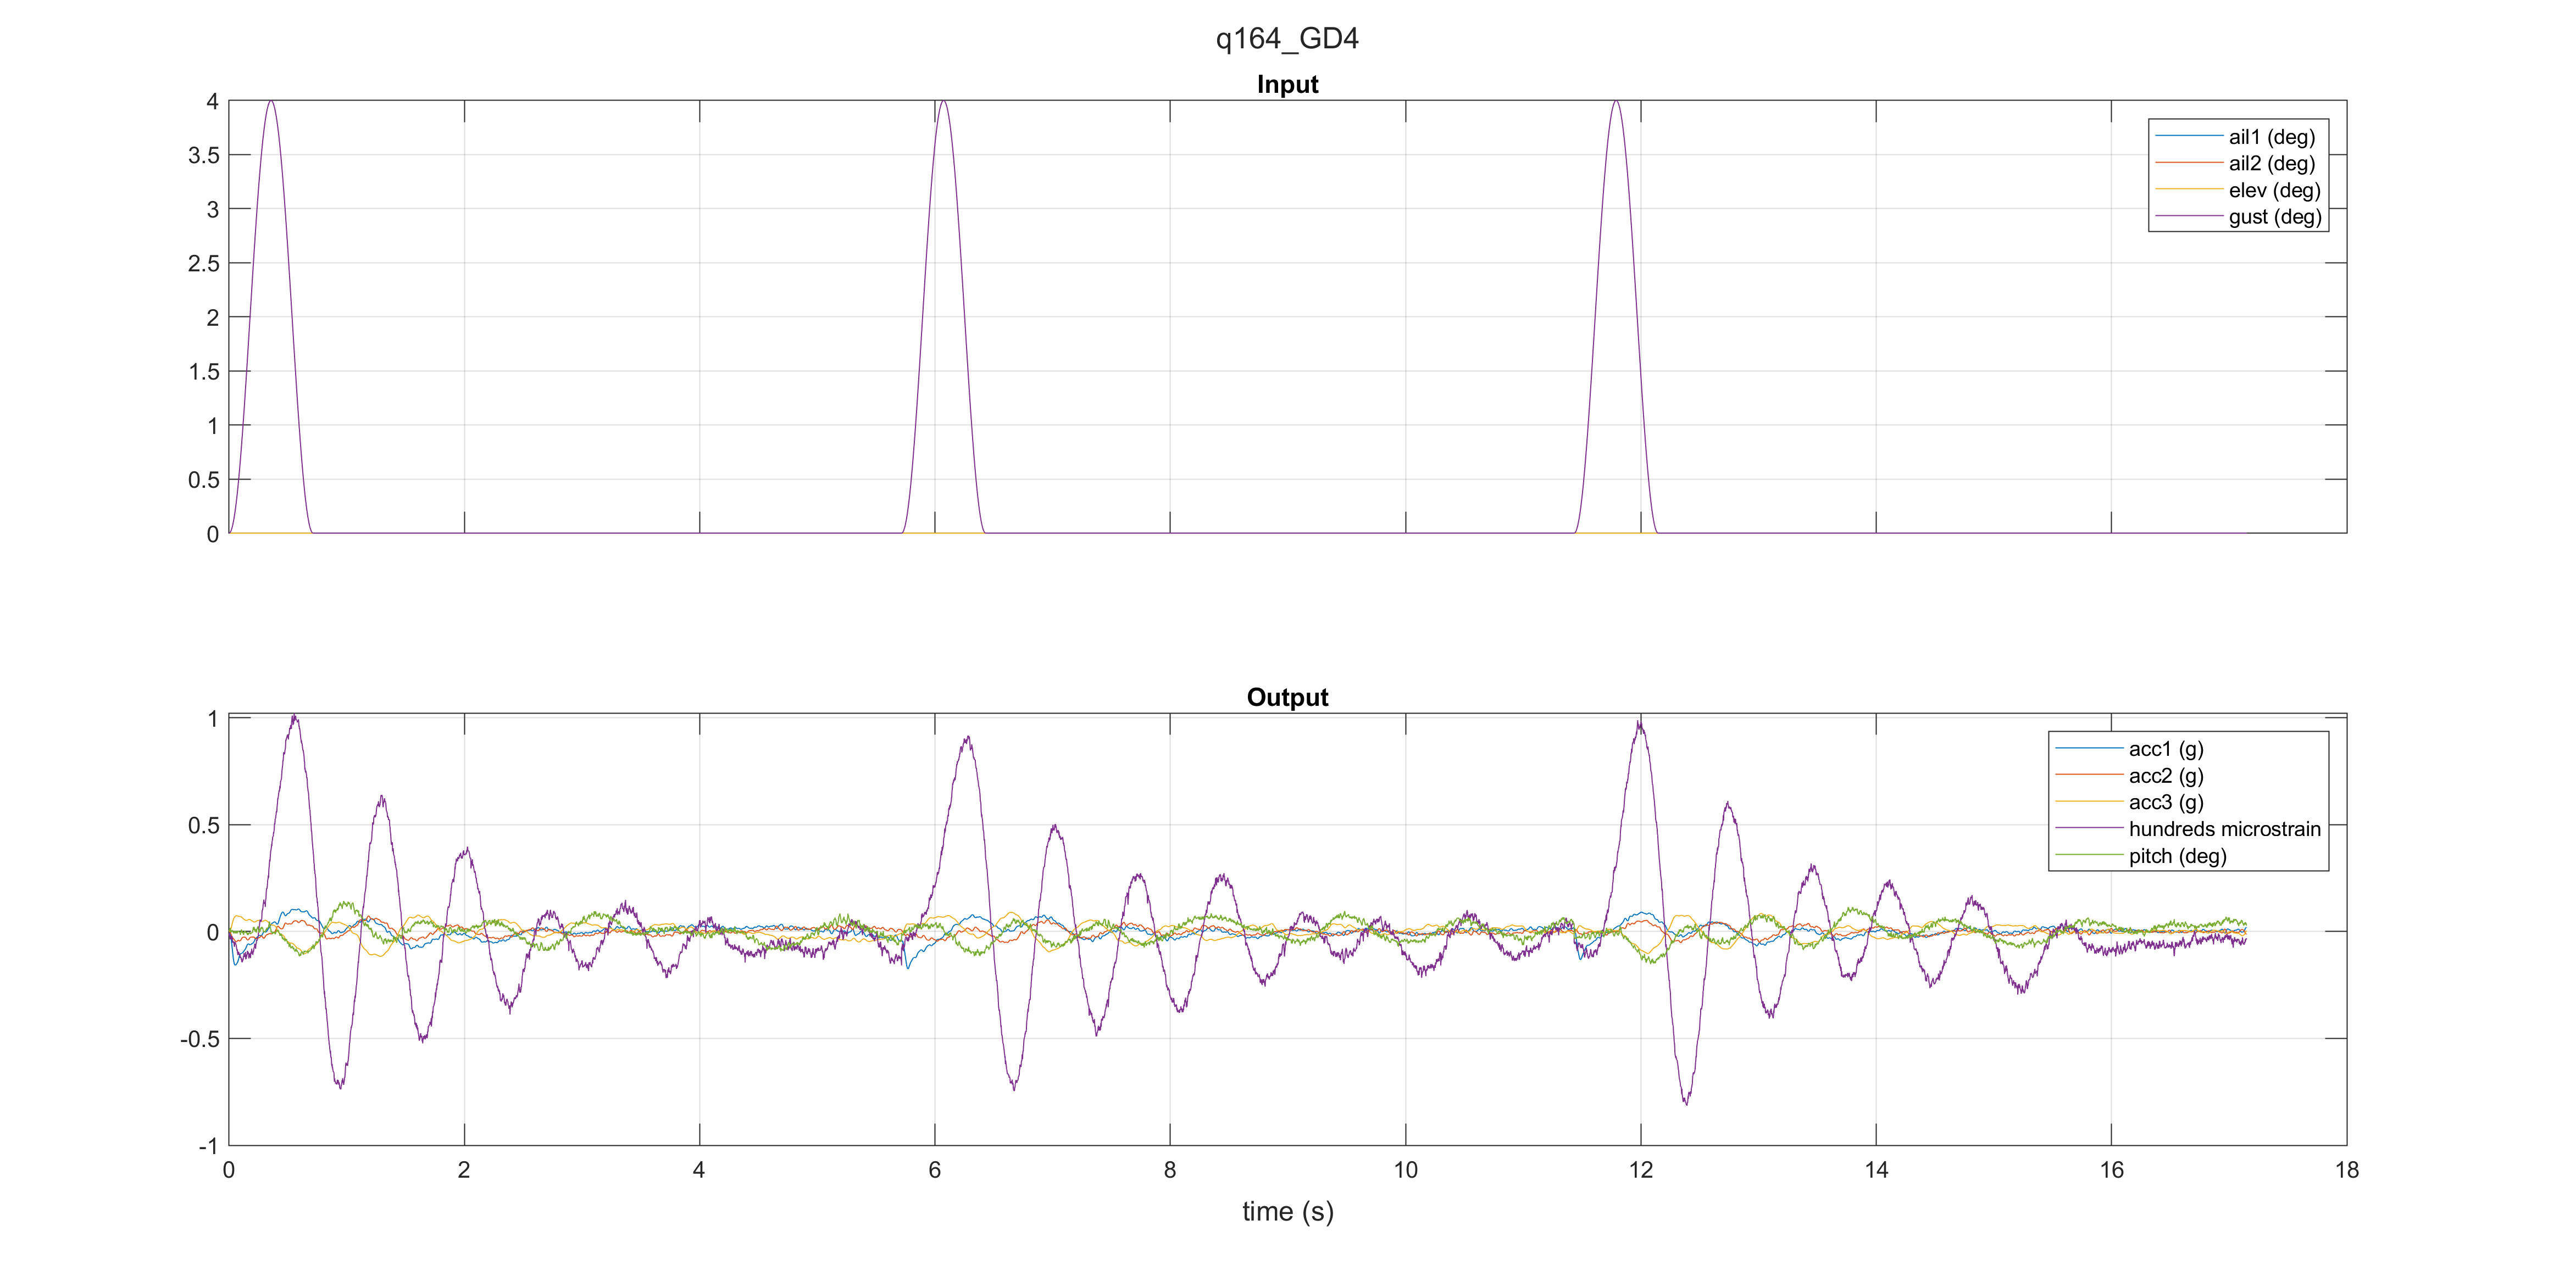 q164_GD4
Input
4
3.5
3
2.5
2
1.5
1
0.5
0
ail1 (deg)
ail2 (deg)
elev (deg)
gust (deg)
Output
1
0.5
0
-0.5
-1
acc1 (g)
acc2 (g)
acc3 (g)
hundreds microstrain
pitch (deg)
0 2 4 6 8 10 12 14 16 18
time (s)